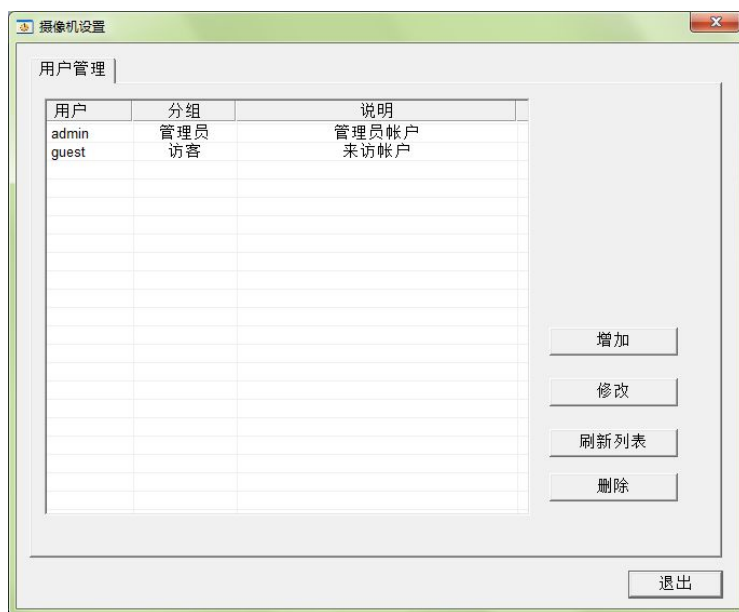 摄像机设置
用户管理
用户 分组 说明
admin 管理员 管理员帐户
guest 访客 来访帐户
增加
修改
刷新列表
删除
退出